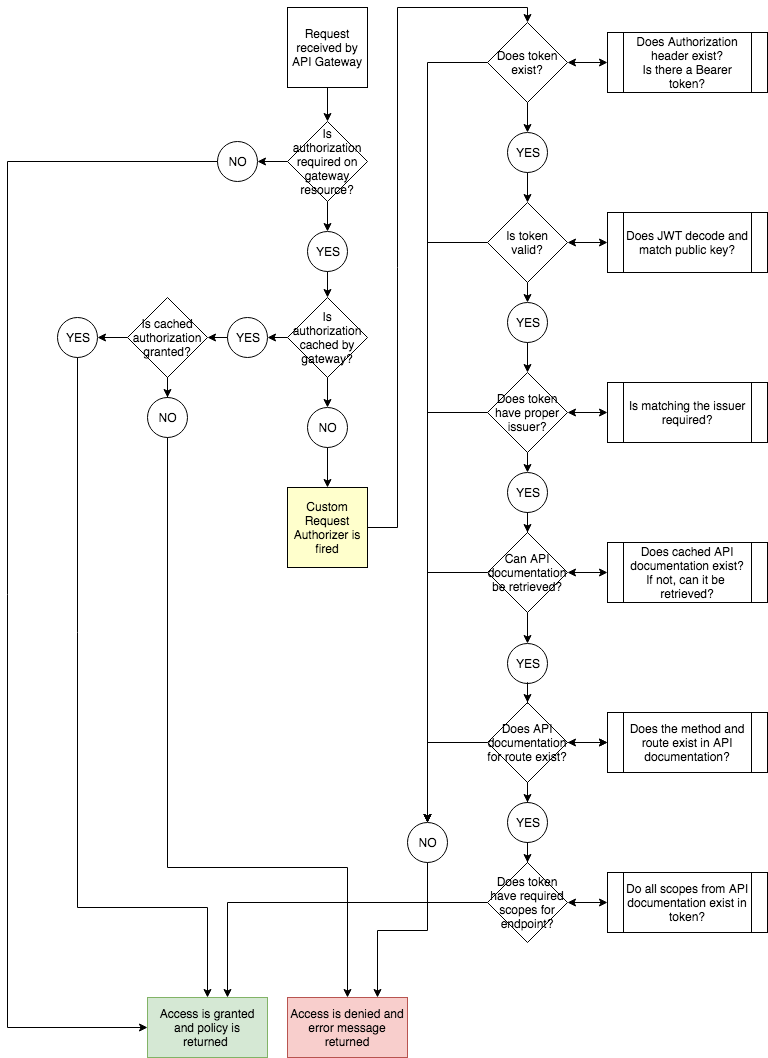 Request
received by
API Gateway
Is
authorization
required on
gateway
resource?
NO
YES
Is
authorization
cached by
gateway?
YES
Is cached
authorization
granted?
YES
NO
NO
Custom
Request
Authorizer is
fired
Does token
exist?
Does Authorization
header exist?
Is there a Bearer
token?
YES
Is token
valid?
Does JWT decode and
match public key?
YES
Does token
have proper
issuer?
Is matching the issuer
required?
YES
Can API
documentation
be retrieved?
Does cached API
documentation exist?
If not, can it be
retrieved?
YES
Does API
documentation
for route exist?
Does the method and
route exist in API
documentation?
YES
NO
Does token
have required
scopes for
endpoint?
Do all scopes from API
documentation exist in
token?
Access is granted
and policy is
returned
Access is denied and
error message
returned